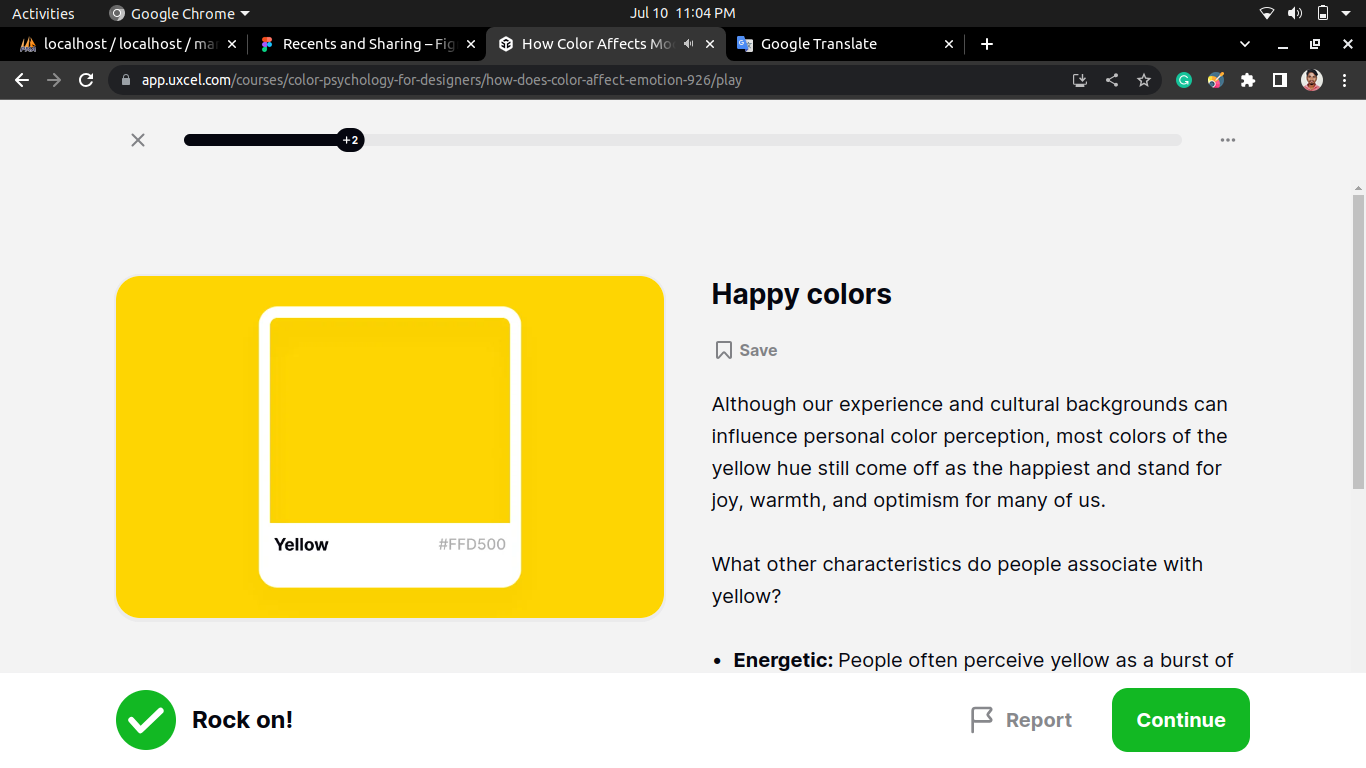 Activities
Google Chrome
Jul 10 11:04 PM
localhost / localhost / mar
Recents and Sharing – Fig
How Color Affects Mo
Google Translate
app.uxcel.com/courses/color-psychology-for-designers/how-does-color-affect-emotion-926/play
+2
Yellow
#FFD500
Happy colors
Save
Although our experience and cultural backgrounds can
influence personal color perception, most colors of the
yellow hue still come off as the happiest and stand for
joy, warmth, and optimism for many of us.
What other characteristics do people associate with
yellow?
• Energetic: People often perceive yellow as a burst of
Rock on!
Report
Continue